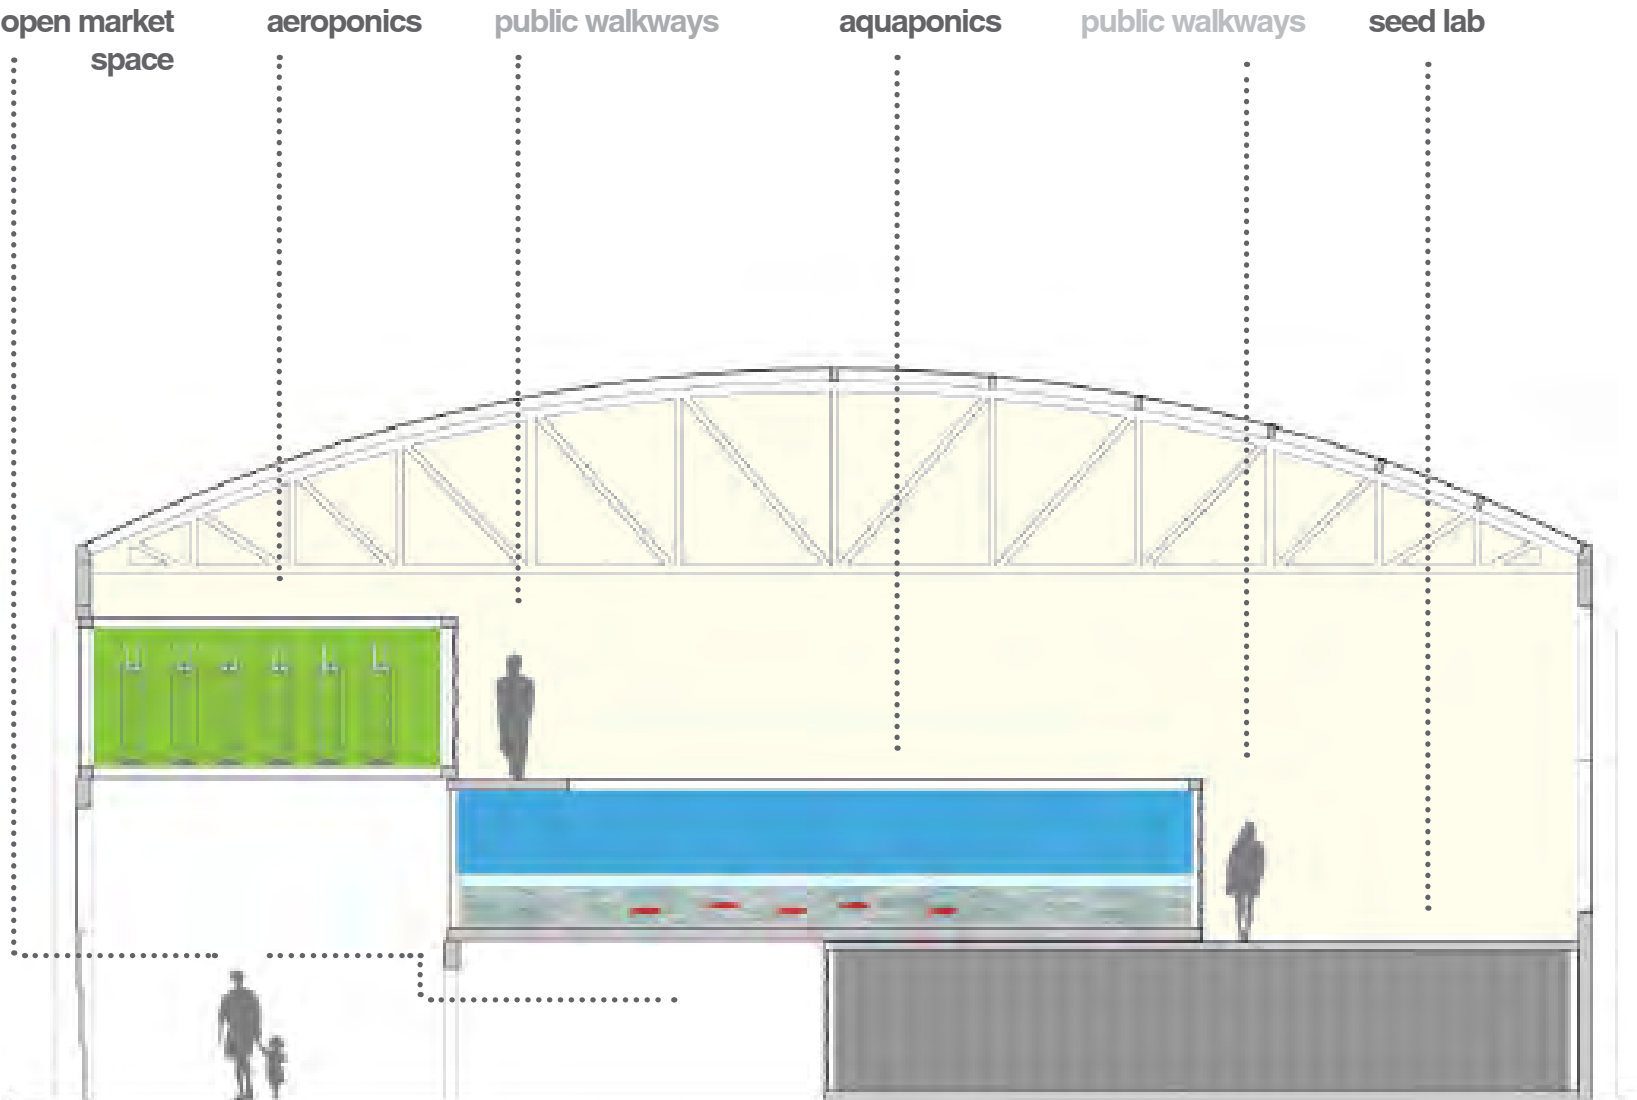 open market
space
aeroponics
public walkways
aquaponics
public walkways
seed lab